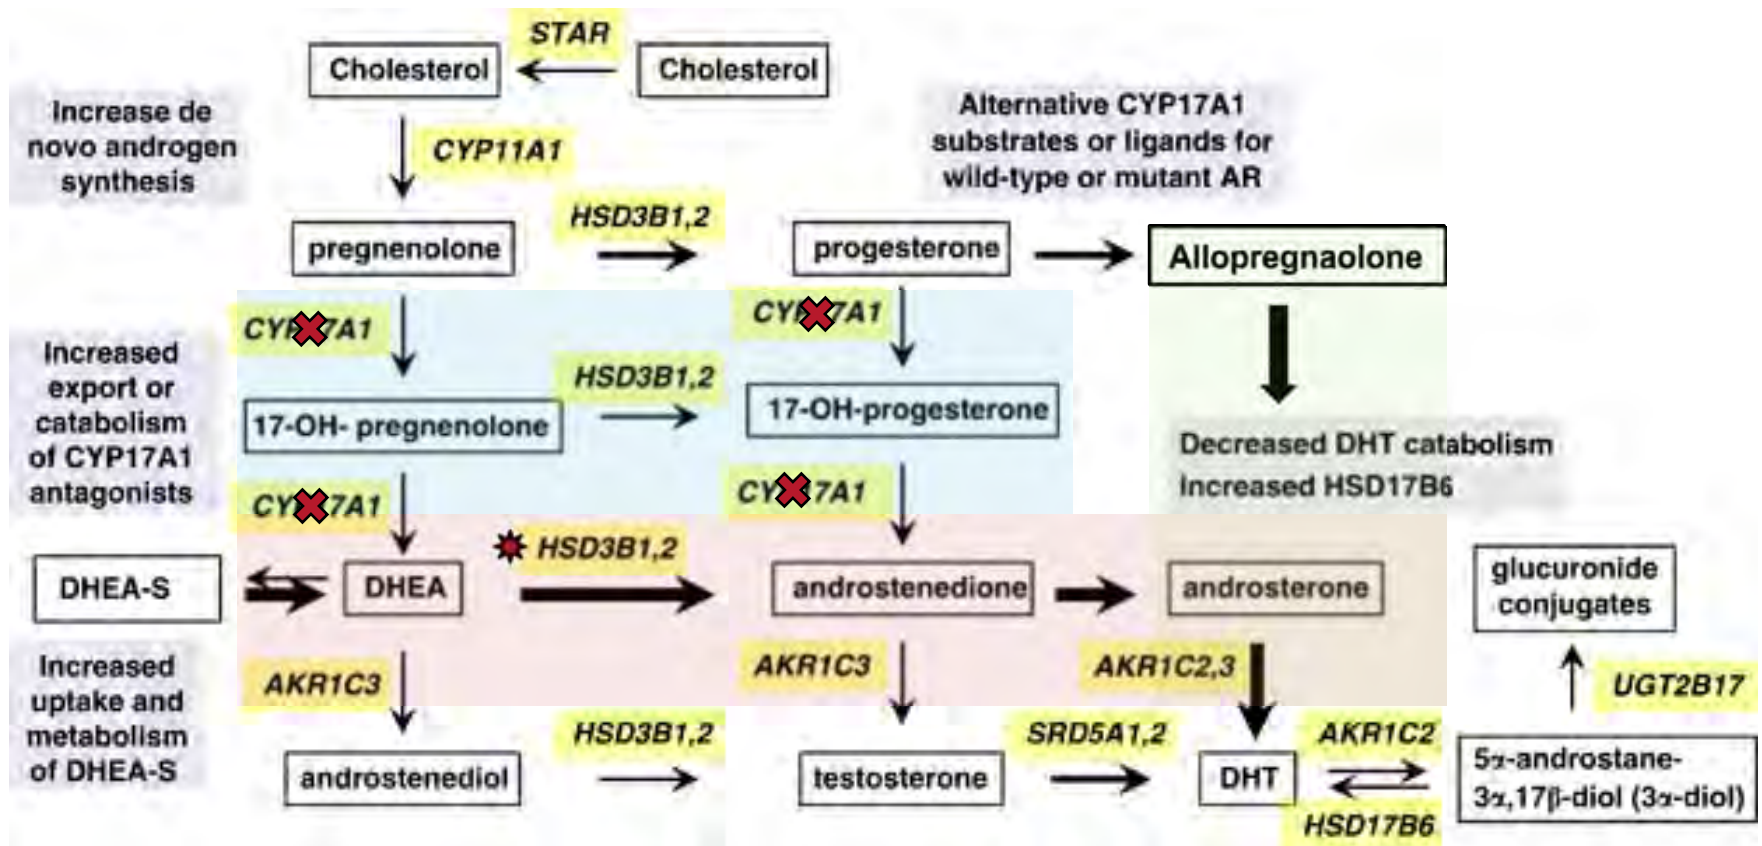 STAR
Cholesterol
Cholesterol
Increase de
novo androgen
synthesis
CYP11A1
Alternative CYP17A1
substrates or ligands for
wild-type or mutant AR
HSD3B1,2
pregnenolone
progesterone
Allopregnaolone
CYP17A1
CYP17A1
Increased
export or
catabolism
of CYP17A1
antagonists
HSD3B1,2
17-OH- pregnenolone
17-OH-progesterone
Decreased DHT catabolism
Increased HSD17B6
CYP17A1
CYP17A1
HSD3B1,2
DHEA-S
DHEA
androstenedione
androsterone
glucuronide
conjugates
Increased
uptake and
metabolism
of DHEA-S
AKR1C3
AKR1C3
AKR1C2,3
UGT2B17
HSD3B1,2
SRD5A1,2
AKR1C2
androstenediol
testosterone
DHT
5α-androstane-
3α,17β-diol (3α-diol)
HSD17B6